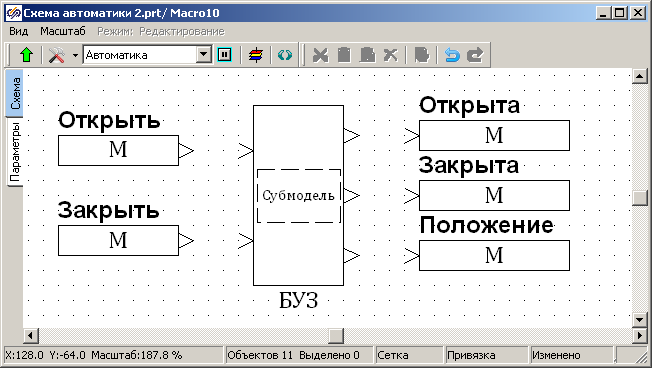 Схема автоматики 2.prt/ Macro10
Вид Масштаб Режим: Редактирование
Автоматика
Схема
Параметры
Открыть
М
Закрыть
М
Субмодель
БУЗ
Открыта
М
Закрыта
М
Положение
М
X:128.0 Y:-64.0 Масштаб:187.8 %
Объектов 11 Выделено 0
Сетка
Привязка
Изменено